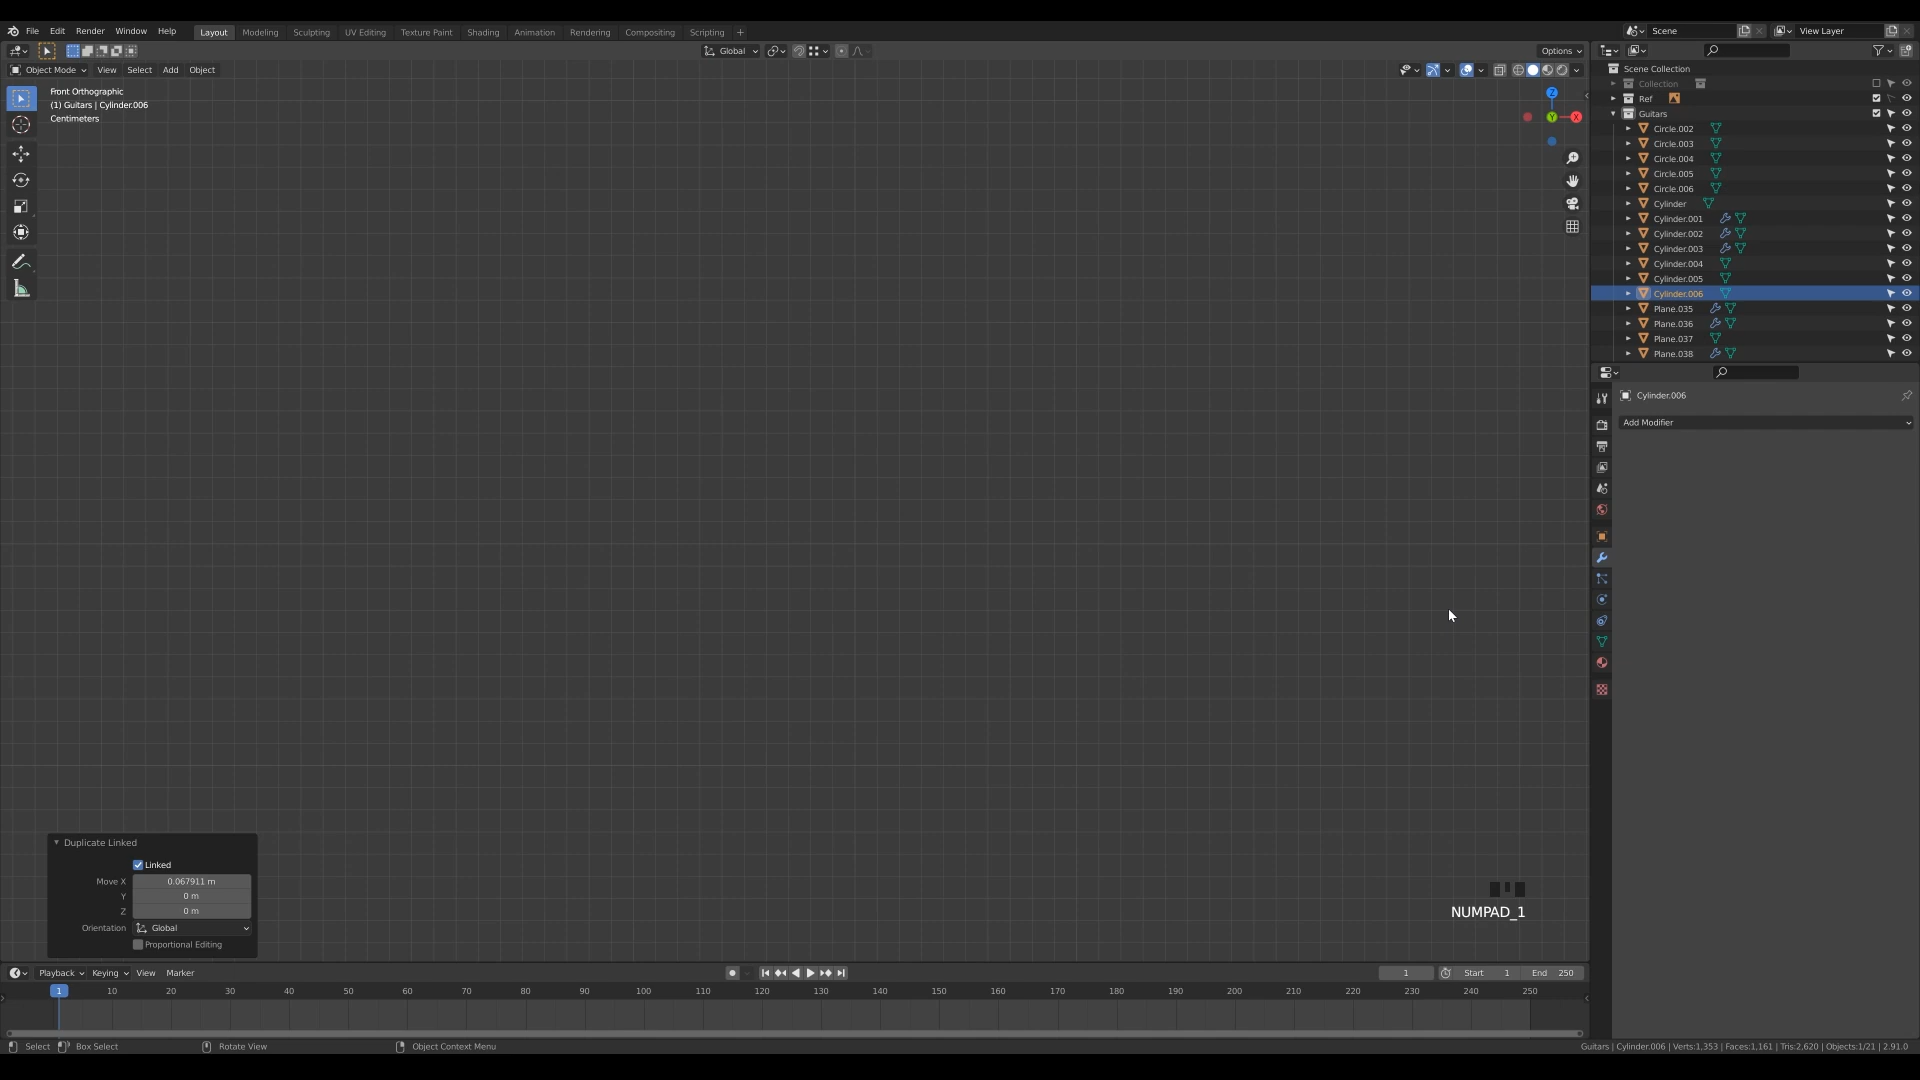 File Edit Render Window Help Layout Modeling Sculpting UV Editing Texture Paint Shading Animation Rendering Compositing Scripting + Scene View Layer
Global Options
Object Mode View Select Add Object
Front Orthographic
(1) Guitars | Cylinder.006
Centimeters
Z
Y
X
Scene Collection
Collection
Ref
Guitars
Circle.002
Circle.003
Circle.004
Circle.005
Circle.006
Cylinder
Cylinder.001
Cylinder.002
Cylinder.003
Cylinder.004
Cylinder.005
Cylinder.006
Plane.035
Plane.036
Plane.037
Plane.038
Cylinder.006
Add Modifier
Duplicate Linked
Linked
Move X 0.067911 m
Y 0 m
Z 0 m
Orientation Global
Proportional Editing
NUMPAD_1
Playback Keying View Marker 1 Start 1 End 250
1 10 20 30 40 50 60 70 80 90 100 110 120 130 140 150 160 170 180 190 200 210 220 230 240 250
Select Box Select Rotate View Object Context Menu Guitars | Cylinder.006 | Verts:1,353 | Faces:1,161 | Tris:2,620 | Objects:1/21 | 2.91.0